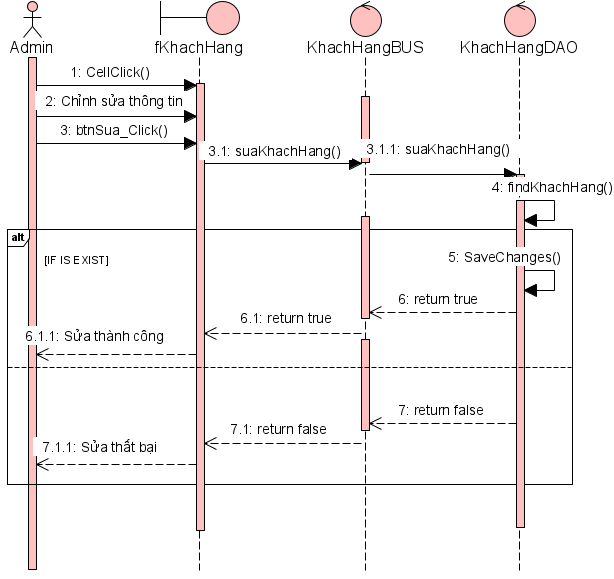 Admin
fKhachHang
KhachHangBUS
KhachHangDAO
1: CellClick()
2: Chỉnh sửa thông tin
3: btnSua_Click()
3.1: suaKhachHang()
3.1.1: suaKhachHang()
4: findKhachHang()
alt
[IF IS EXIST]
5: SaveChanges()
6: return true
6.1: return true
6.1.1: Sửa thành công
7: return false
7.1: return false
7.1.1: Sửa thất bại